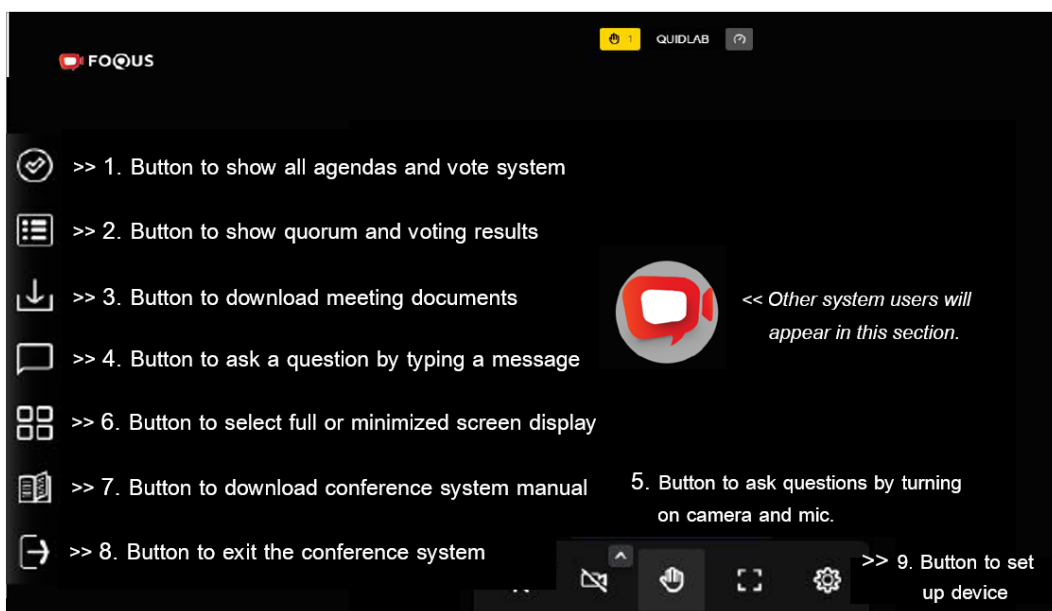 1 QUIDLAB
FOQUS
>> 1. Button to show all agendas and vote system
>> 2. Button to show quorum and voting results
>> 3. Button to download meeting documents
<< Other system users will
appear in this section.
>> 4. Button to ask a question by typing a message
>> 6. Button to select full or minimized screen display
>> 7. Button to download conference system manual
5. Button to ask questions by turning
on camera and mic.
>> 8. Button to exit the conference system
>> 9. Button to set
up device